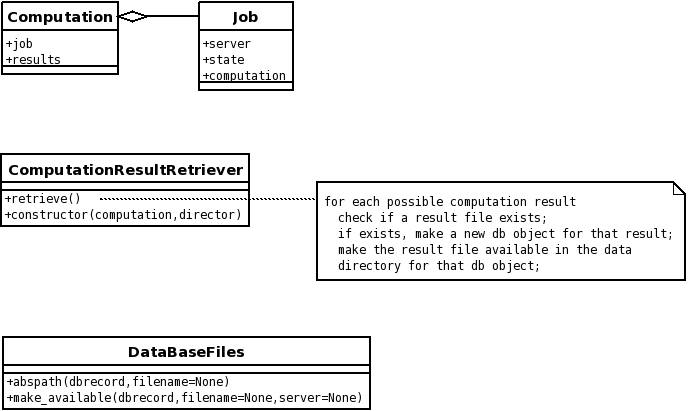 Computation
+job
+results
Job
+server
+state
+computation
ComputationResultRetriever
+retrieve()
+constructor(computation,director)
for each possible computation result
check if a result file exists;
if exists, make a new db object for that result;
make the result file available in the data
directory for that db object;
DataBaseFiles
+abspath(dbrecord,filename=None)
+make_available(dbrecord,filename=None,server=None)